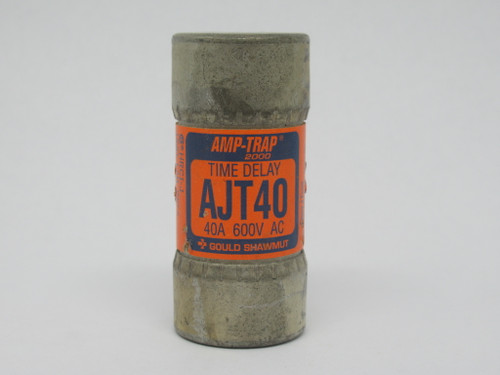 AMP-TRAP®
2000
TIME DELAY
AJT40
40A 600V AC
GOULD SHAWMUT